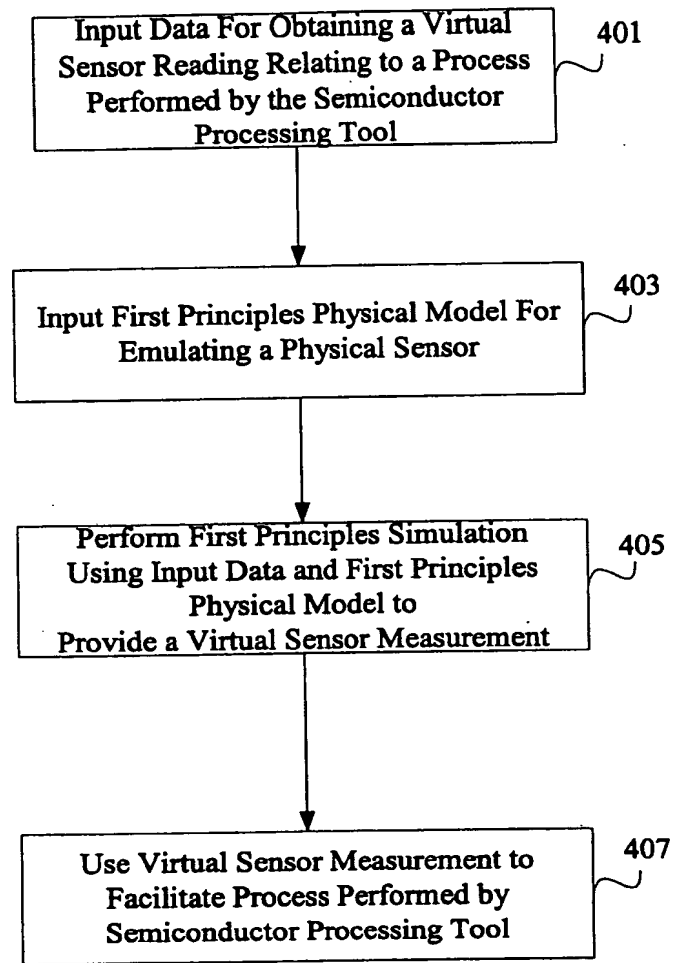 Input Data For Obtaining a Virtual
Sensor Reading Relating to a Process
Performed by the Semiconductor
Processing Tool
401
Input First Principles Physical Model For
Emulating a Physical Sensor
403
Perform First Principles Simulation
Using Input Data and First Principles
Physical Model to
Provide a Virtual Sensor Measurement
405
Use Virtual Sensor Measurement to
Facilitate Process Performed by
Semiconductor Processing Tool
407